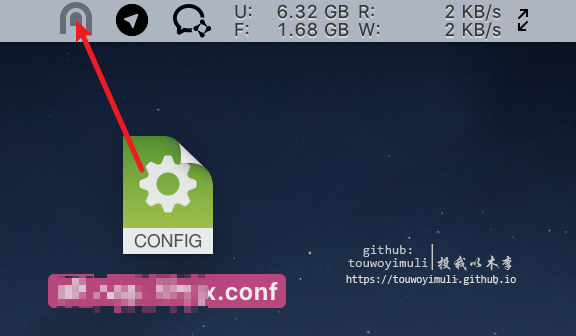 U: 6.32 GB R: 2 KB/s
F: 1.68 GB W: 2 KB/s
CONFIG
x.conf
github:
touwoyimuli 投我以木李
https://touwoyimuli.github.io